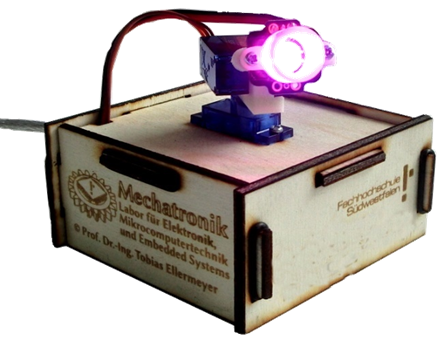 Mechatronik
Labor für Elektronik,
Mikrocomputertechnik
und Embedded Systems
© Prof. Dr.-Ing. Tobias Ellermeyer
Fachhochschule
Südwestfalen